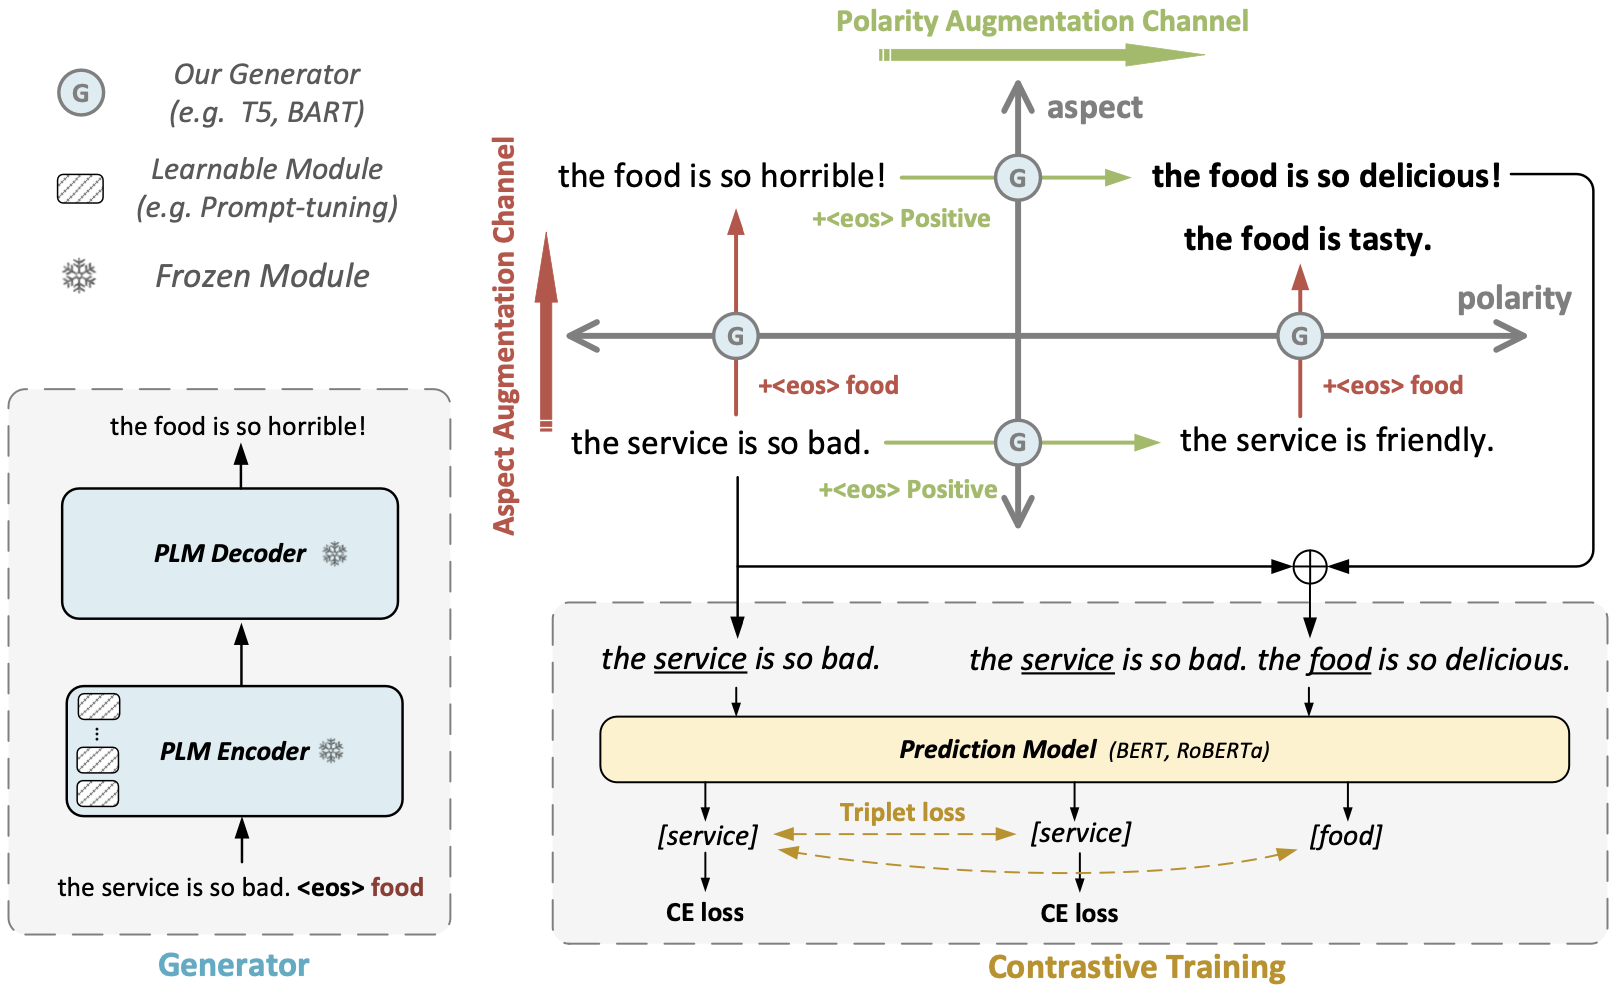 Polarity Augmentation Channel
G
Our Generator
(e.g. T5, BART)
Learnable Module
(e.g. Prompt-tuning)
Frozen Module
Aspect Augmentation Channel
aspect
the food is so horrible!
G
the food is so delicious!
+<eos> Positive
the food is tasty.
polarity
G
G
+<eos> food
+<eos> food
the service is so bad.
G
the service is friendly.
+<eos> Positive
the food is so horrible!
PLM Decoder
PLM Encoder
the service is so bad. <eos> food
Generator
the service is so bad.
the service is so bad. the food is so delicious.
Prediction Model (BERT, RoBERTa)
Triplet loss
[service]
[service]
[food]
CE loss
CE loss
Contrastive Training